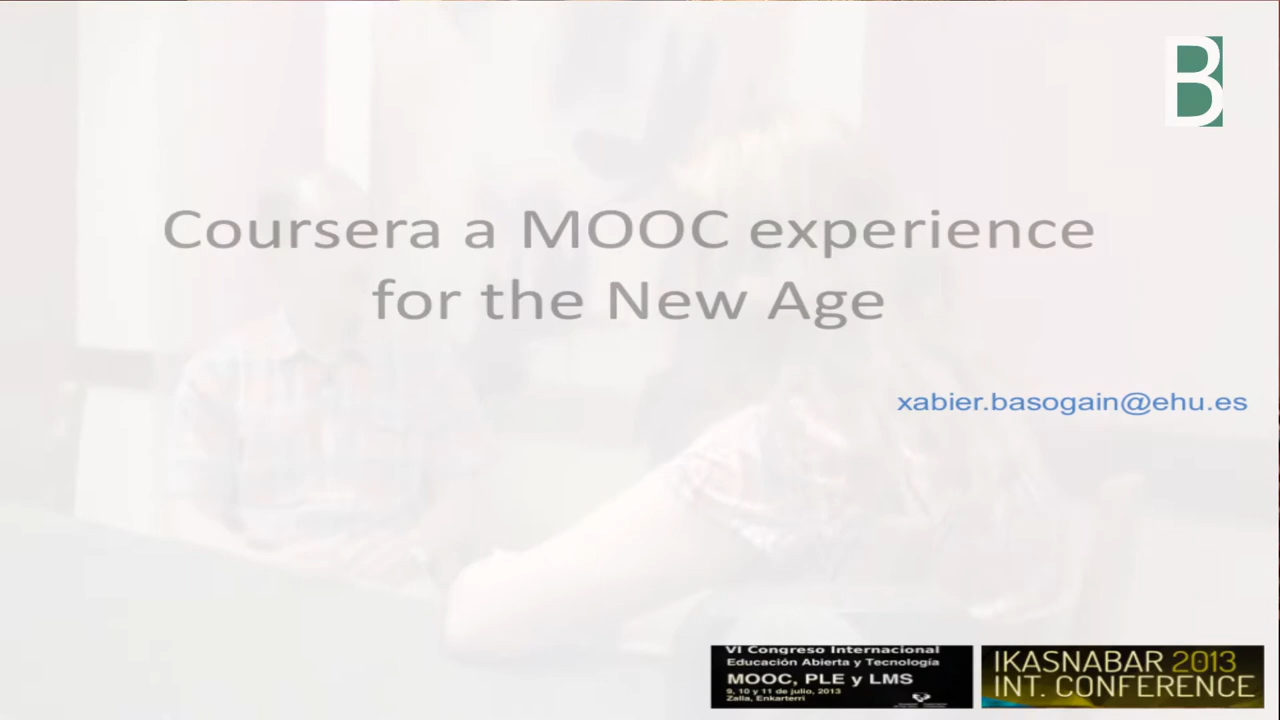 B
Coursera a MOOC experience
for the New Age
xabier.basogain@ehu.es
VI Congreso Internacional
Educación Abierta y Tecnología
MOOC, PLE y LMS
9, 10 y 11 de julio, 2013
Zalla, Enkarterri
IKASNABAR 2013
INT. CONFERENCE